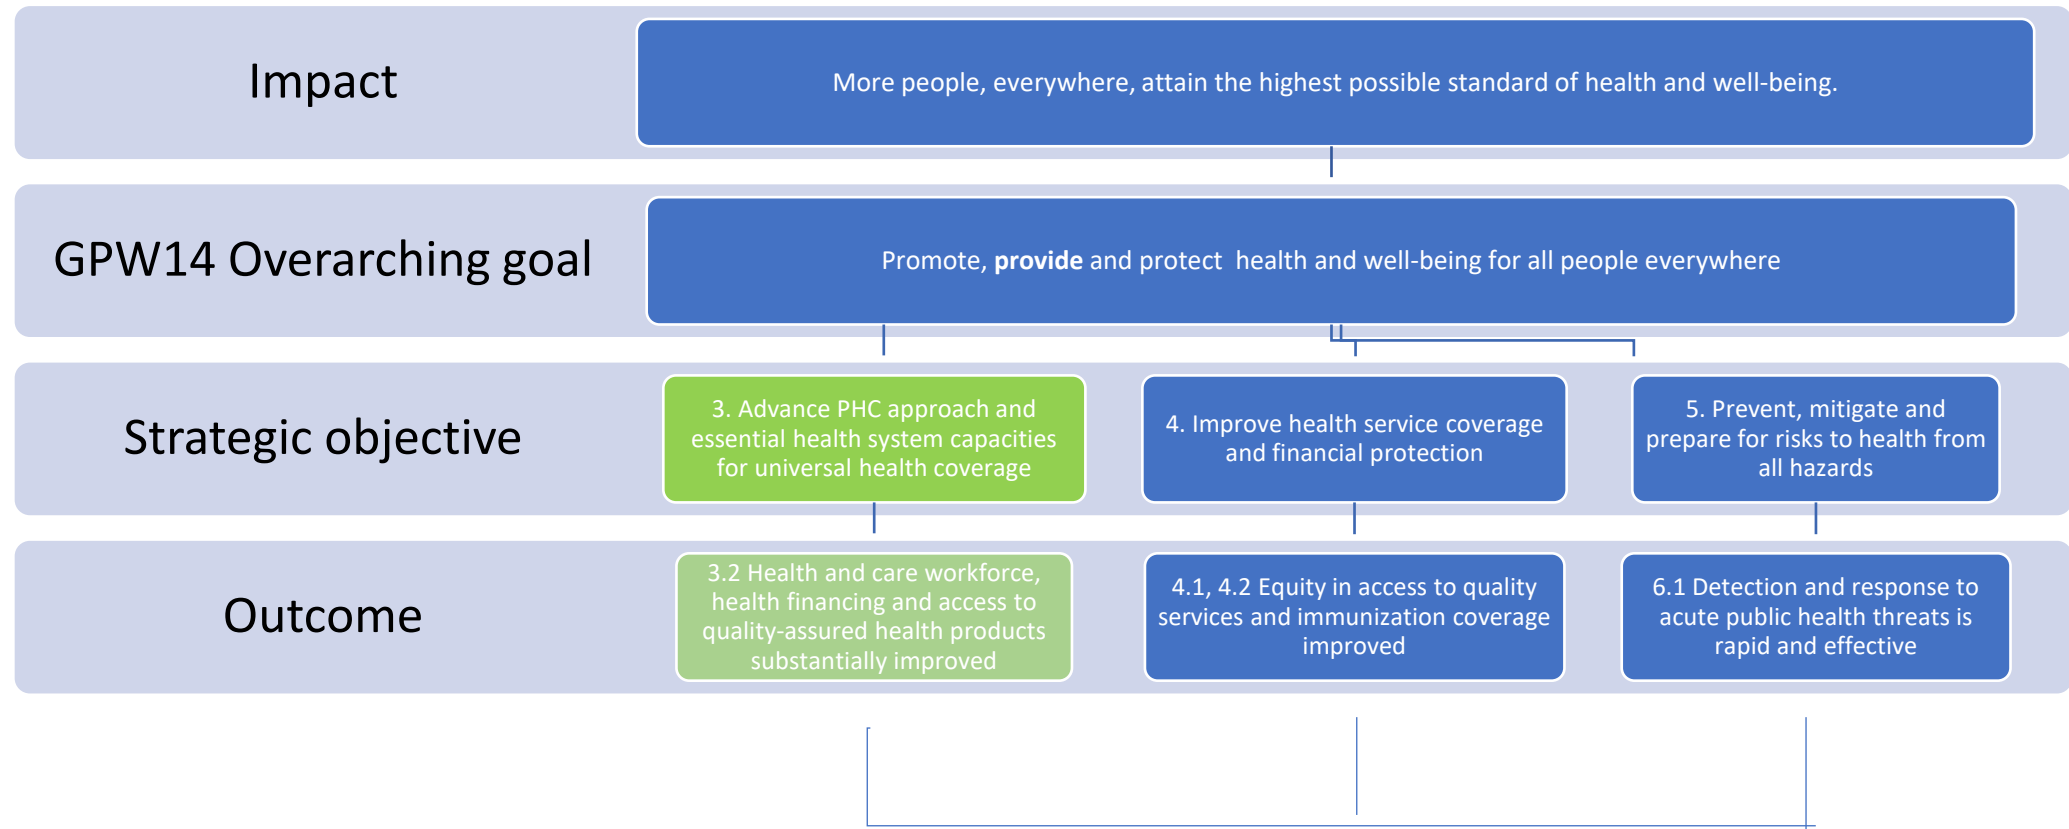 Impact
More people, everywhere, attain the highest possible standard of health and well-being.
GPW14 Overarching goal
Promote, provide and protect  health and well-being for all people everywhere
Strategic objective
3. Advance PHC approach and
essential health system capacities
for universal health coverage
4. Improve health service coverage
and financial protection
5. Prevent, mitigate and
prepare for risks to health from
all hazards
Outcome
3.2 Health and care workforce,
health financing and access to
quality-assured health products
substantially improved
4.1, 4.2 Equity in access to quality
services and immunization coverage
improved
6.1 Detection and response to
acute public health threats is
rapid and effective